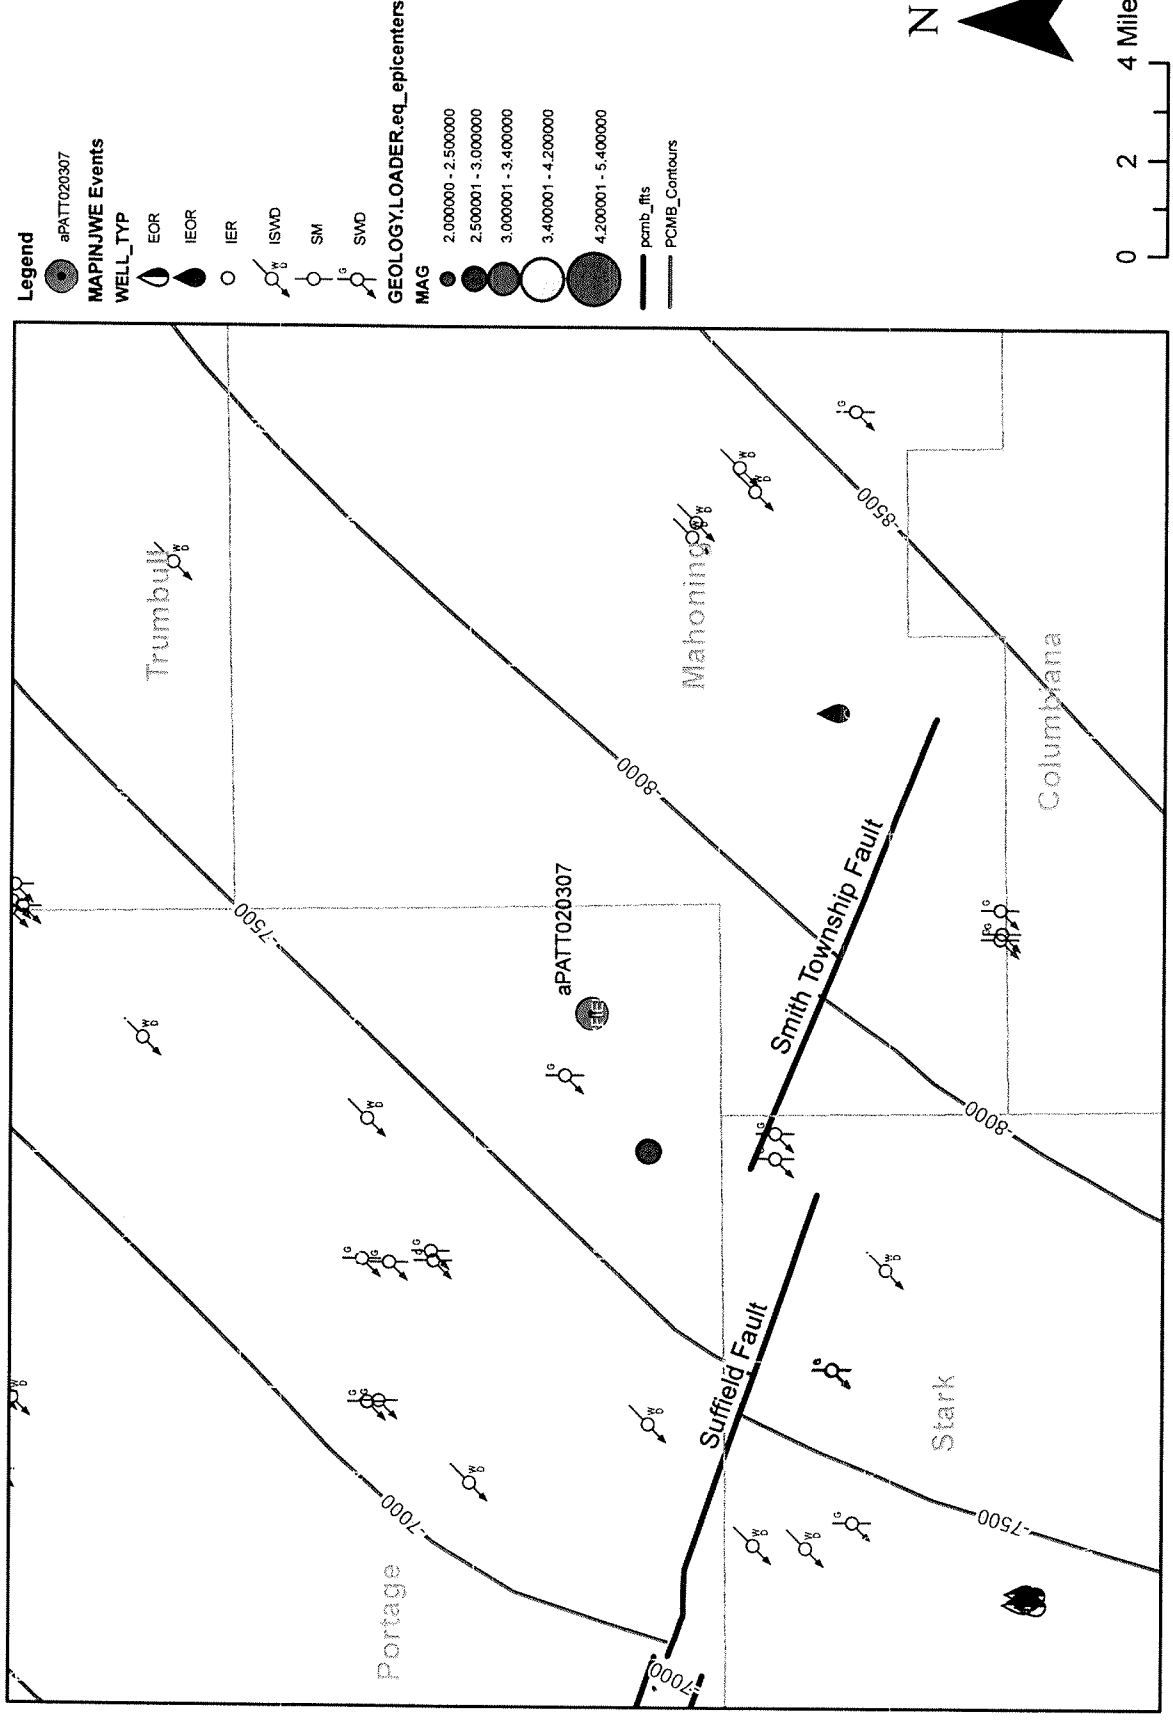 Legend
aPATT020307
MAPINJWE Events
WELL_TYP
EOR
IEOR
IER
ISWD
SM
SWD
GEOLOGY.LOADER.eq_epicenters
MAG
2.000000 - 2.500000
2.500001 - 3.000000
3.000001 - 3.400000
3.400001 - 4.200000
4.200001 - 5.400000
pcmb_flts
PCMB_Contours
N
0 2 4 Mile
Trumbull
Mahoning
Columbiana
Portage
Stark
aPATT020307
Smith Township Fault
Suffield Fault
-7000
-7000
-7500
-7500
-8000
-8000
-8500